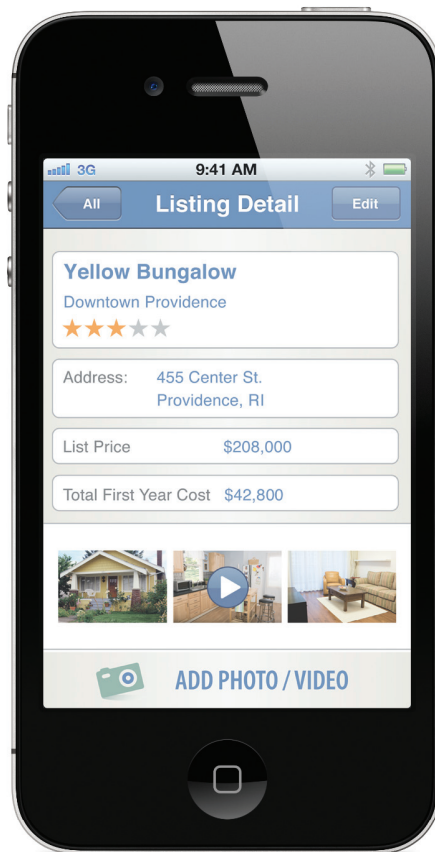 3G 9:41 AM
All Listing Detail Edit
Yellow Bungalow
Downtown Providence
Address: 455 Center St.
Providence, RI
List Price $208,000
Total First Year Cost $42,800
ADD PHOTO / VIDEO